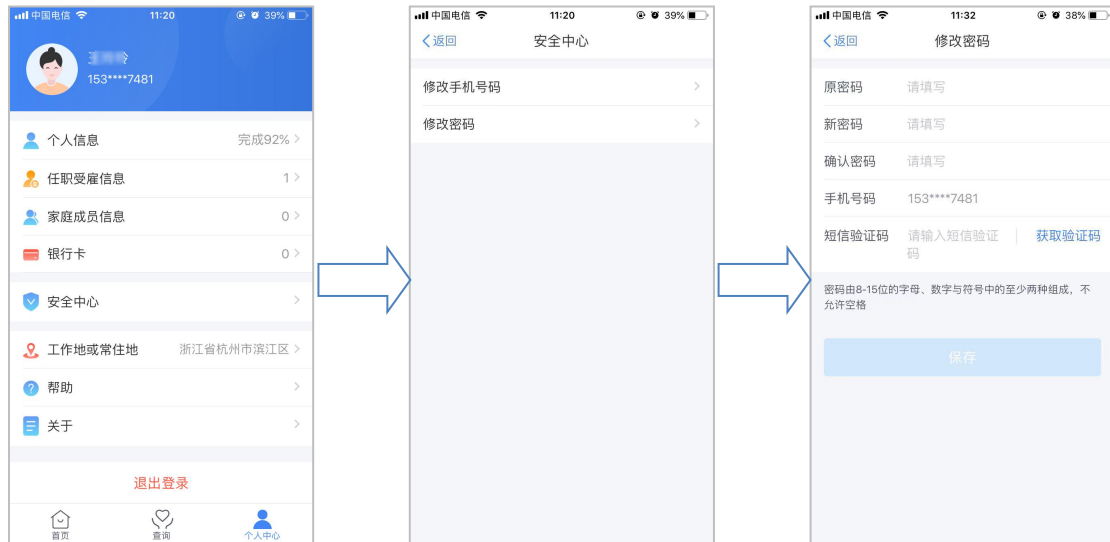 中国电信 11:20 39%
153****7481
个人信息 完成92%
任职受雇信息 1
家庭成员信息 0
银行卡 0
安全中心
工作地或常住地 浙江省杭州市滨江区
帮助
关于
退出登录
首页 查询 个人中心
中国电信 11:20 39%
返回 安全中心
修改手机号码
修改密码
中国电信 11:32 38%
返回 修改密码
原密码 请填写
新密码 请填写
确认密码 请填写
手机号码 153****7481
短信验证码 请输入短信验证 获取验证码
码
密码由8-15位的字母、数字与符号中的至少两种组成，不
允许空格
保存